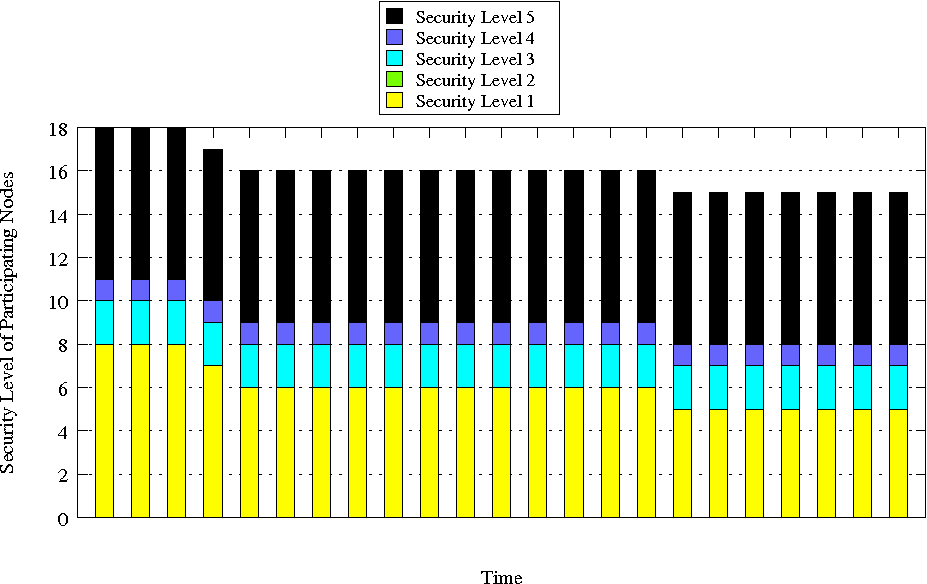 Security Level 5
Security Level 4
Security Level 3
Security Level 2
Security Level 1
18
16
14
12
10
8
6
4
2
0
Security Level of Participating Nodes
Time